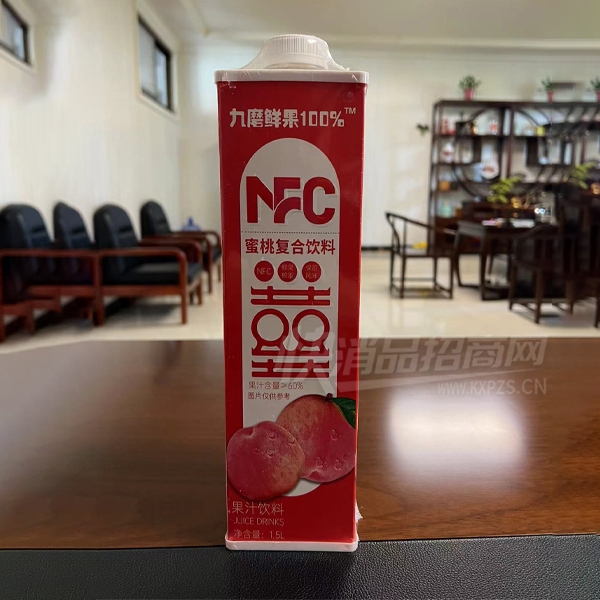 九磨鲜果100%™
NFC
蜜桃复合饮料
NFC
囍
果汁含量≥60%
图片仅供参考
快消品招商网
WWW.KXPZS.CN
果汁饮料
JUICE DRINKS
净含量：1.5L